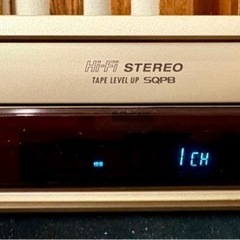 Hi-Fi STEREO
TAPE LEVEL UP SQPB
1CH